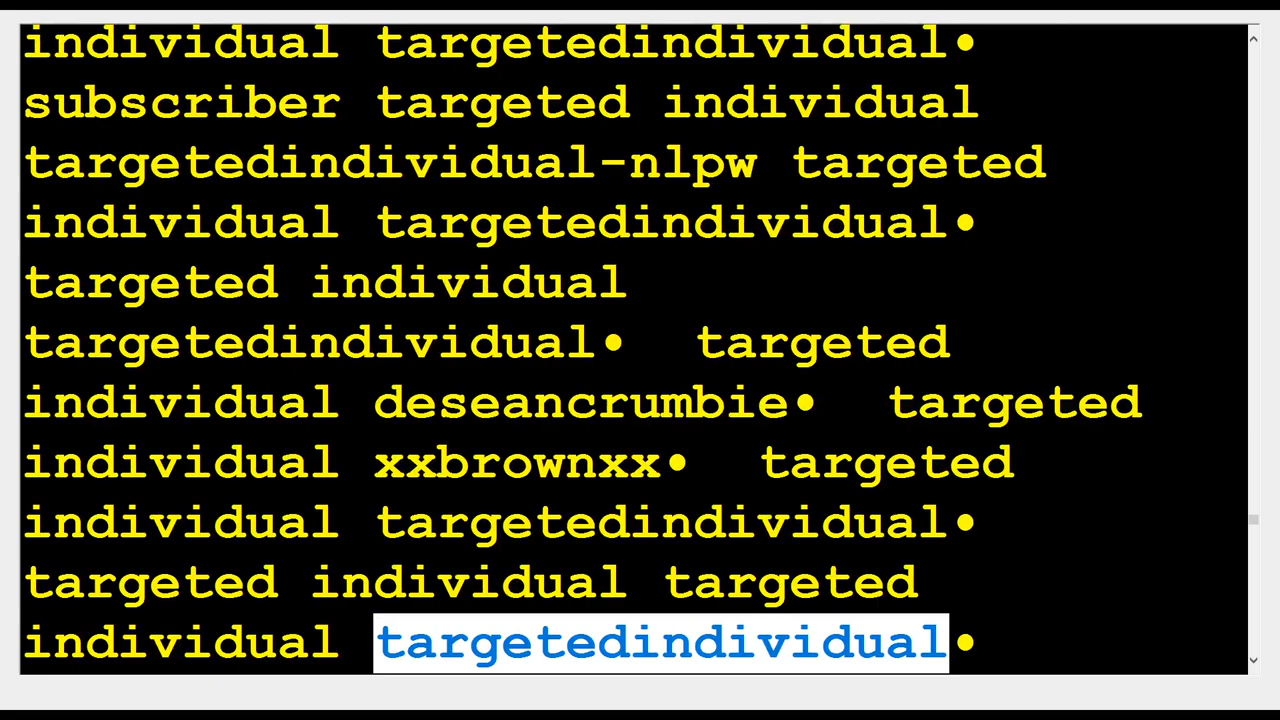 individual targetedindividual•
subscriber targeted individual
targetedindividual-nlpw targeted
individual targetedindividual•
targeted individual
targetedindividual•  targeted
individual deseancrumbie•  targeted
individual xxbrownxx•  targeted
individual targetedindividual•
targeted individual targeted
individual targetedindividual•